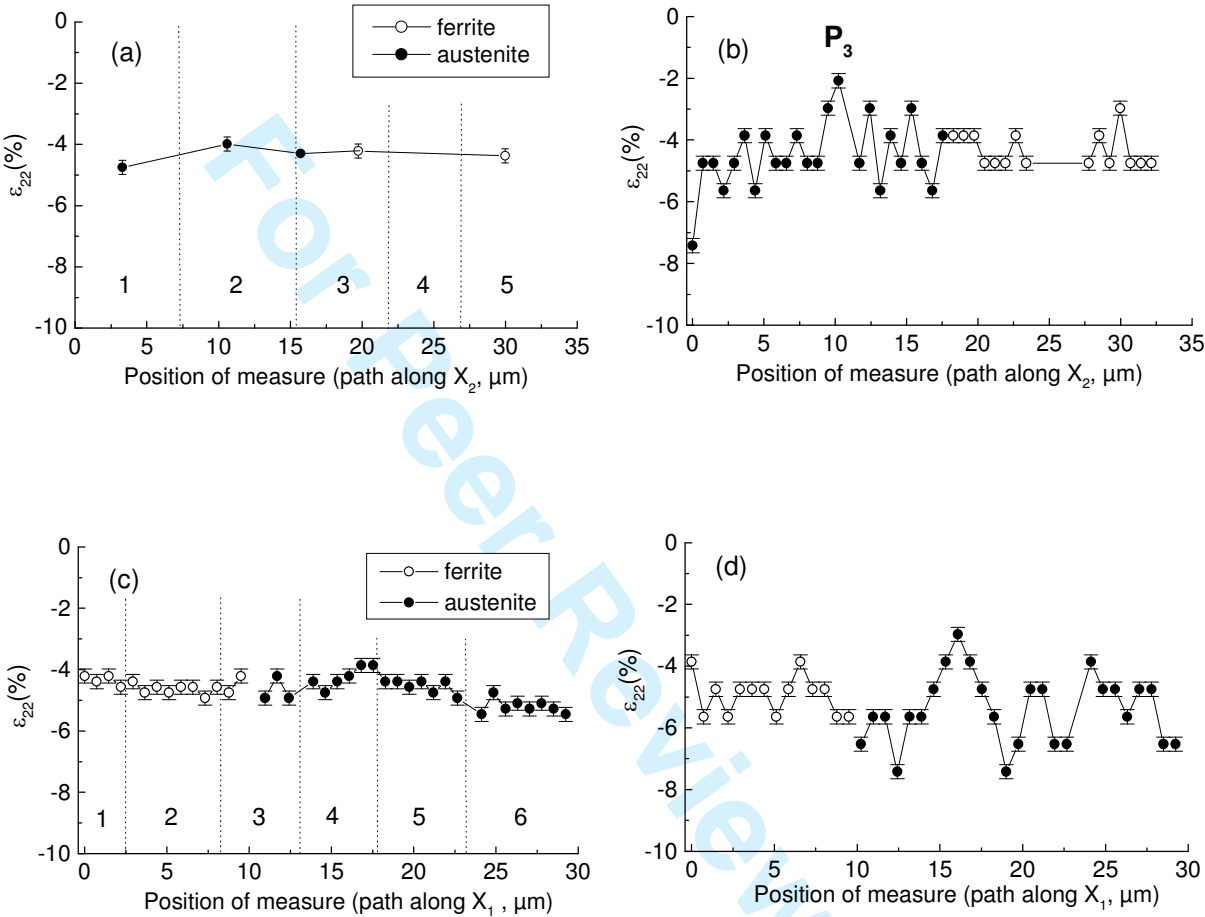 (a)
ferrite
austenite
0
-2
-4
-6
-8
-10
ε22(%)
1 2 3 4 5
0 5 10 15 20 25 30 35
Position of measure (path along X2, µm)
(b)
P3
0
-2
-4
-6
-8
-10
ε22(%)
0 5 10 15 20 25 30 35
Position of measure (path along X2, µm)
(c)
ferrite
austenite
0
-2
-4
-6
-8
-10
ε22(%)
1 2 3 4 5 6
0 5 10 15 20 25 30
Position of measure (path along X1 , µm)
(d)
0
-2
-4
-6
-8
-10
ε22(%)
0 5 10 15 20 25 30
Position of measure (path along X1, µm)
For Peer Review